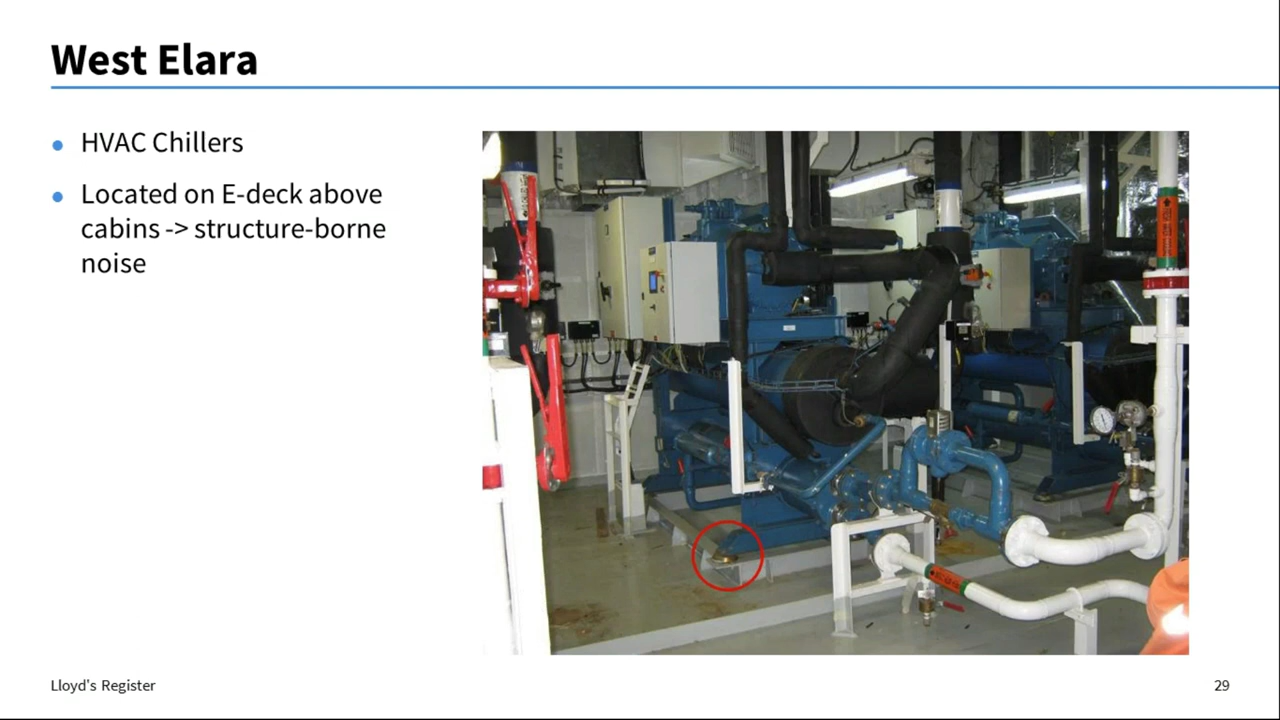 West Elara
HVAC Chillers
Located on E-deck above
cabins -> structure-borne
noise
Lloyd's Register
29